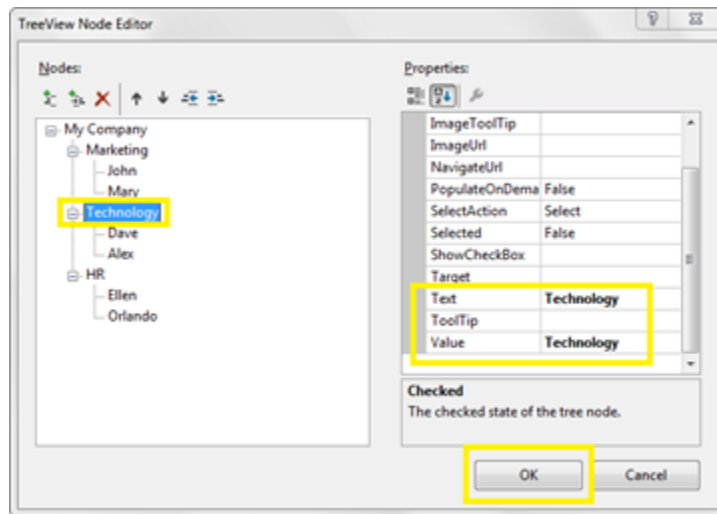 TreeView Node Editor
Nodes:
My Company
Marketing
John
Mary
Technology
Dave
Alex
HR
Ellen
Orlando
Properties:
ImageToolTip
ImageUrl
NavigateUrl
PopulateOnDema False
SelectAction Select
Selected False
ShowCheckBox
Target
Text Technology
ToolTip
Value Technology
Checked
The checked state of the tree node.
OK Cancel